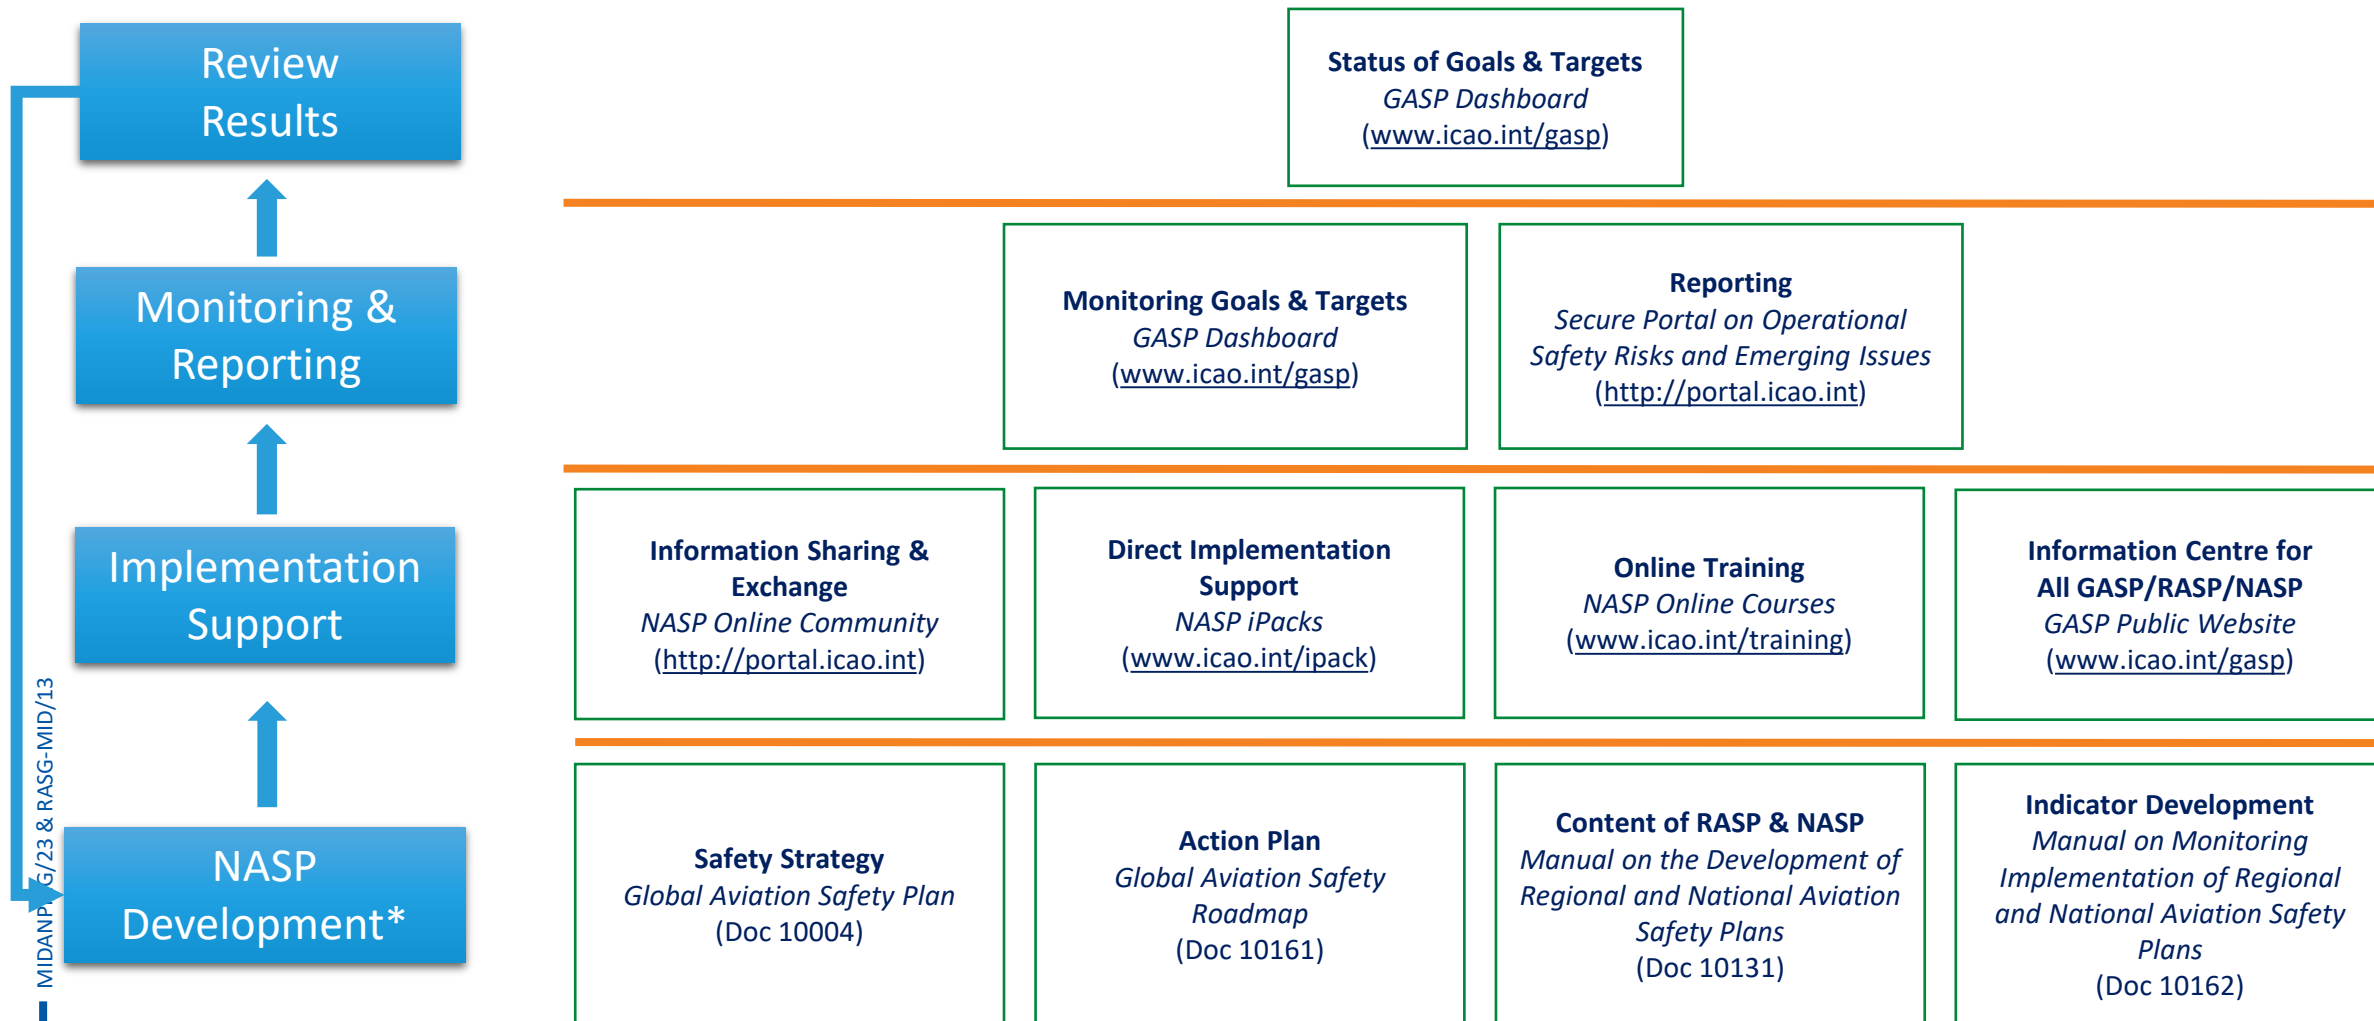 Review
Results
Status of Goals & Targets
GASP Dashboard
(www.icao.int/gasp)
Monitoring &
Reporting
Monitoring Goals & Targets
GASP Dashboard
(www.icao.int/gasp)
Reporting
Secure Portal on Operational
Safety Risks and Emerging Issues
(http://portal.icao.int)
Implementation
Support
Information Sharing &
Exchange
NASP Online Community
(http://portal.icao.int)
Direct Implementation
Support
NASP iPacks
(www.icao.int/ipack)
Online Training
NASP Online Courses
(www.icao.int/training)
Information Centre for
All GASP/RASP/NASP
GASP Public Website
(www.icao.int/gasp)
NASP
Development*
Safety Strategy
Global Aviation Safety Plan
(Doc 10004)
Action Plan
Global Aviation Safety
Roadmap
(Doc 10161)
Content of RASP & NASP
Manual on the Development of
Regional and National Aviation
Safety Plans
(Doc 10131)
Indicator Development
Manual on Monitoring
Implementation of Regional
and National Aviation Safety
Plans
(Doc 10162)
& RASG-MID/13